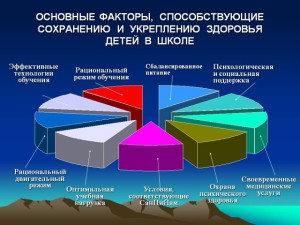 ОСНОВНЫЕ ФАКТОРЫ, СПОСОБСТВУЮЩИЕ
СОХРАНЕНИЮ И УКРЕПЛЕНИЮ ЗДОРОВЬЯ
ДЕТЕЙ В ШКОЛЕ
Эффективные
технологии
обучения
Рациональный
режим обучения
Сбалансированное
питание
Психологическая
и социальная
поддержка
Рациональный
двигательный
режим
Оптимальная
учебная
нагрузка
Условия,
соответствующие
СанПиНам
Охрана
психического
здоровья
Своевременные
медицинские
услуги